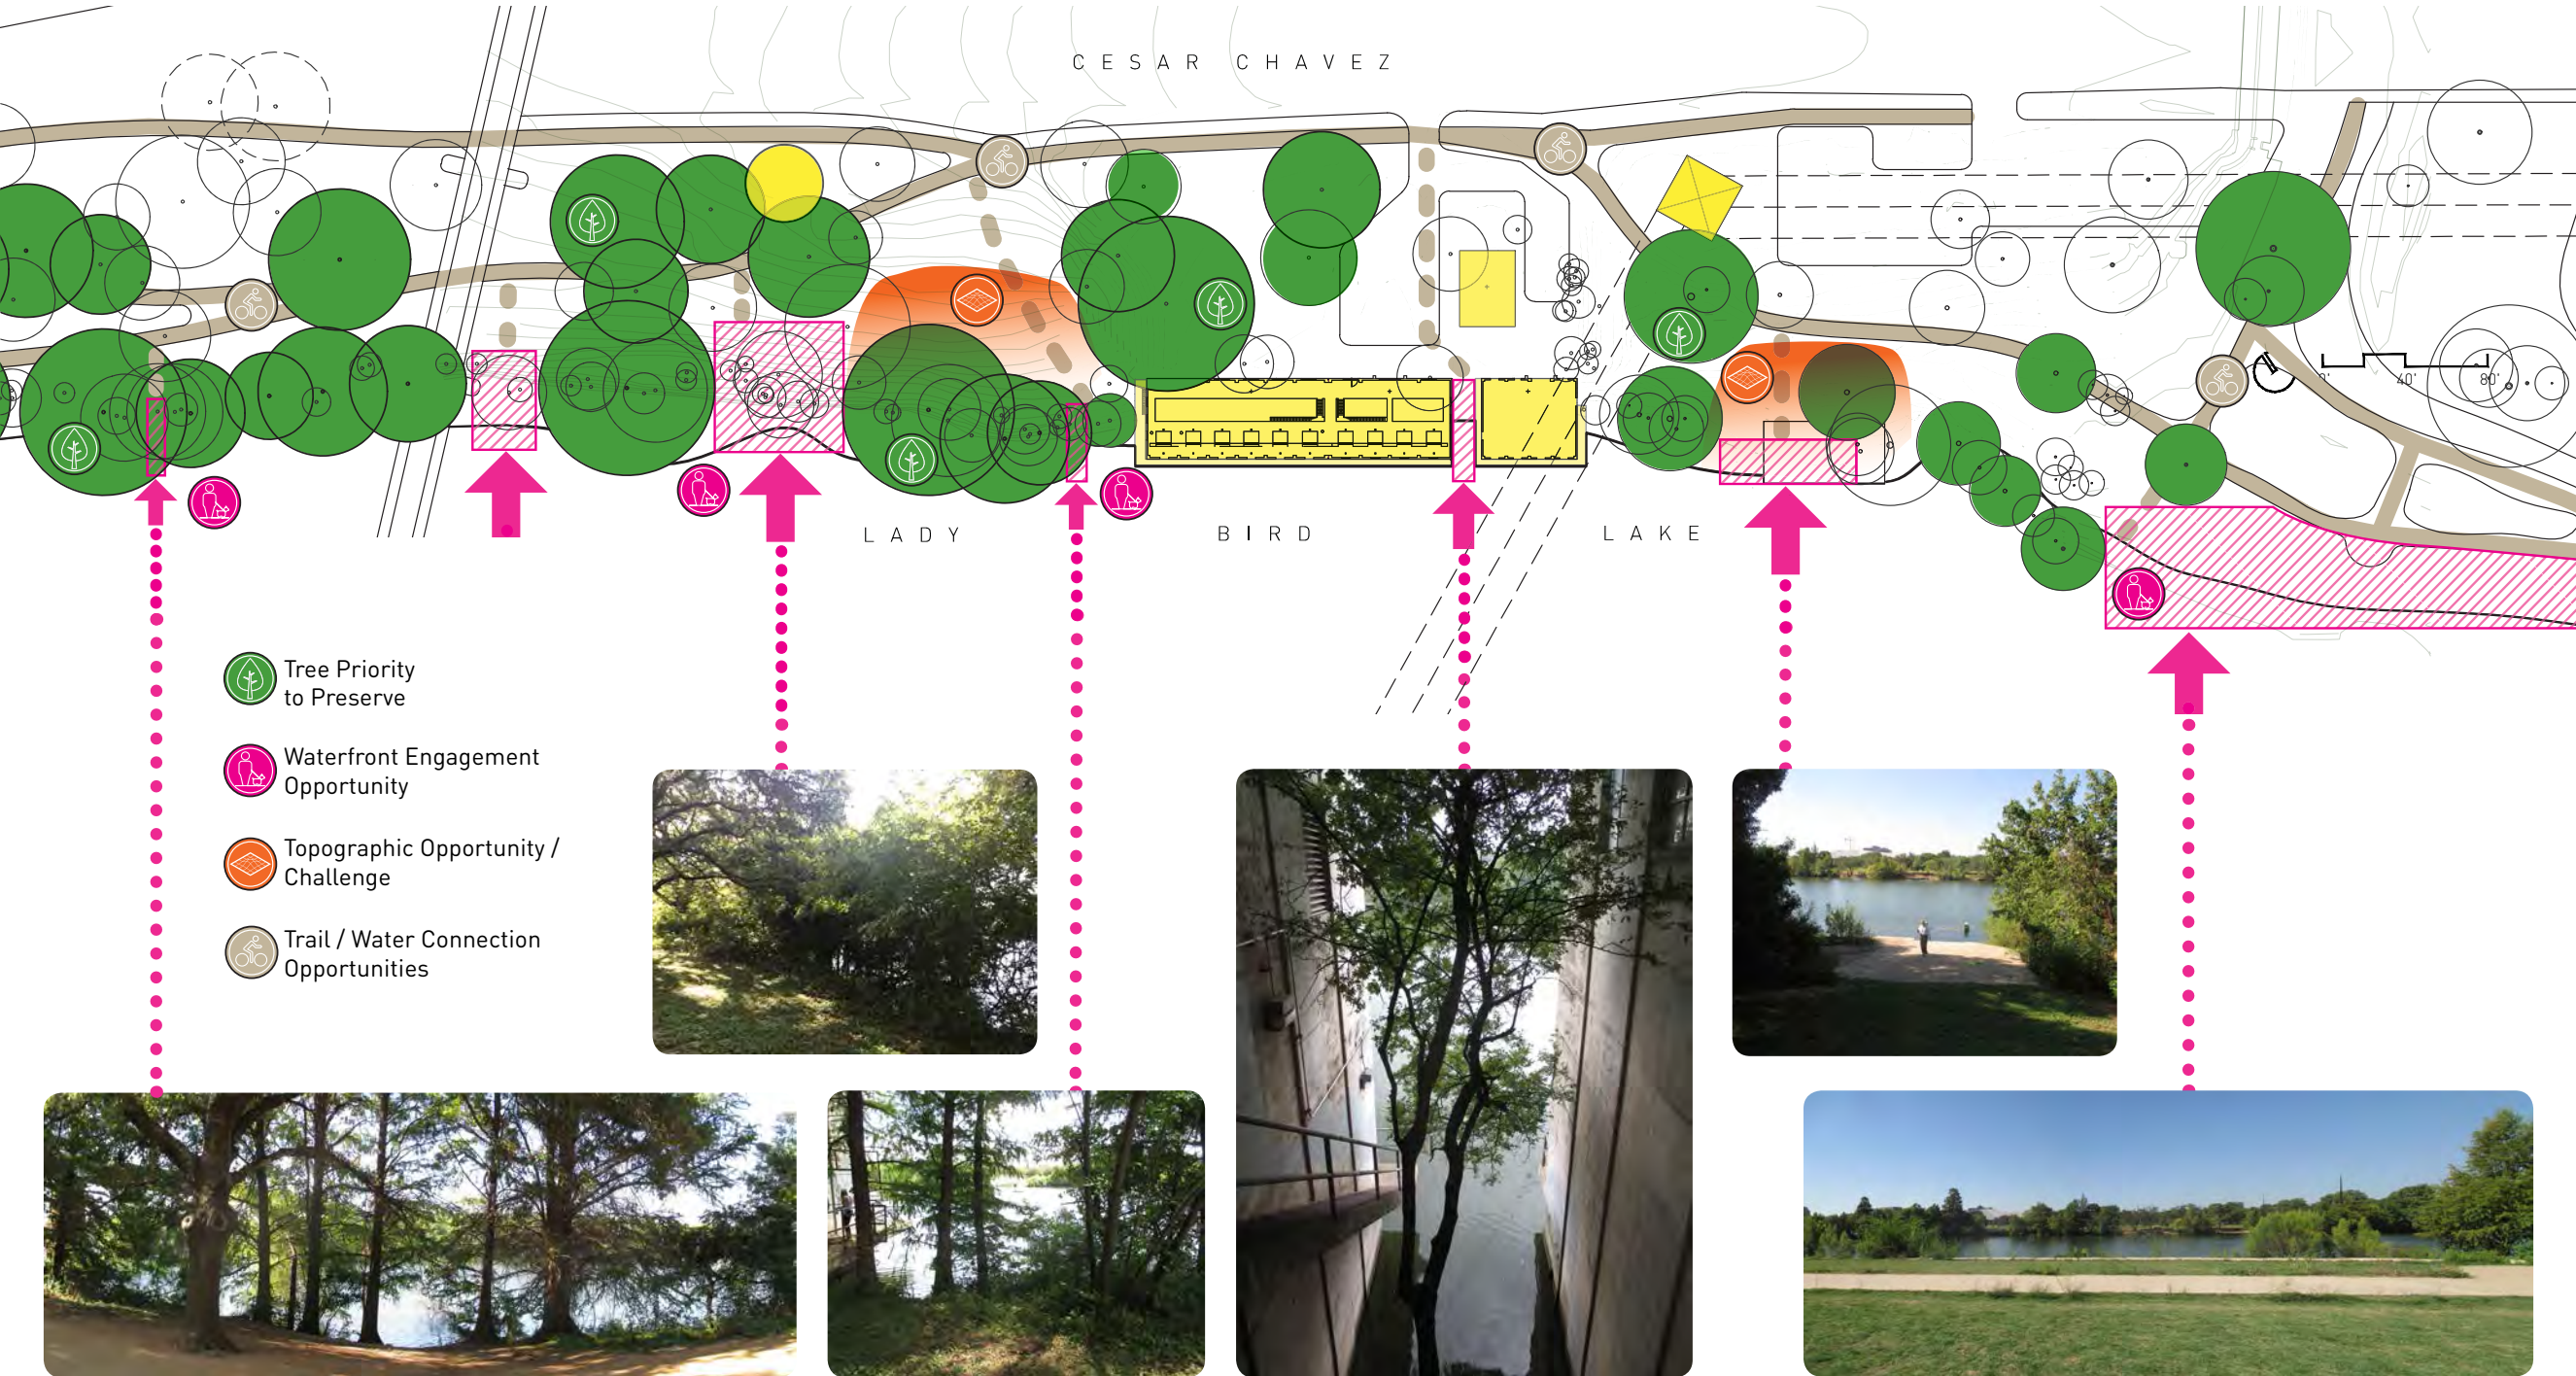 CESAR CHAVEZ
0' 40' 80'
LADY BIRD LAKE
Tree Priority
to Preserve
Waterfront Engagement
Opportunity
Topographic Opportunity /
Challenge
Trail / Water Connection
Opportunities